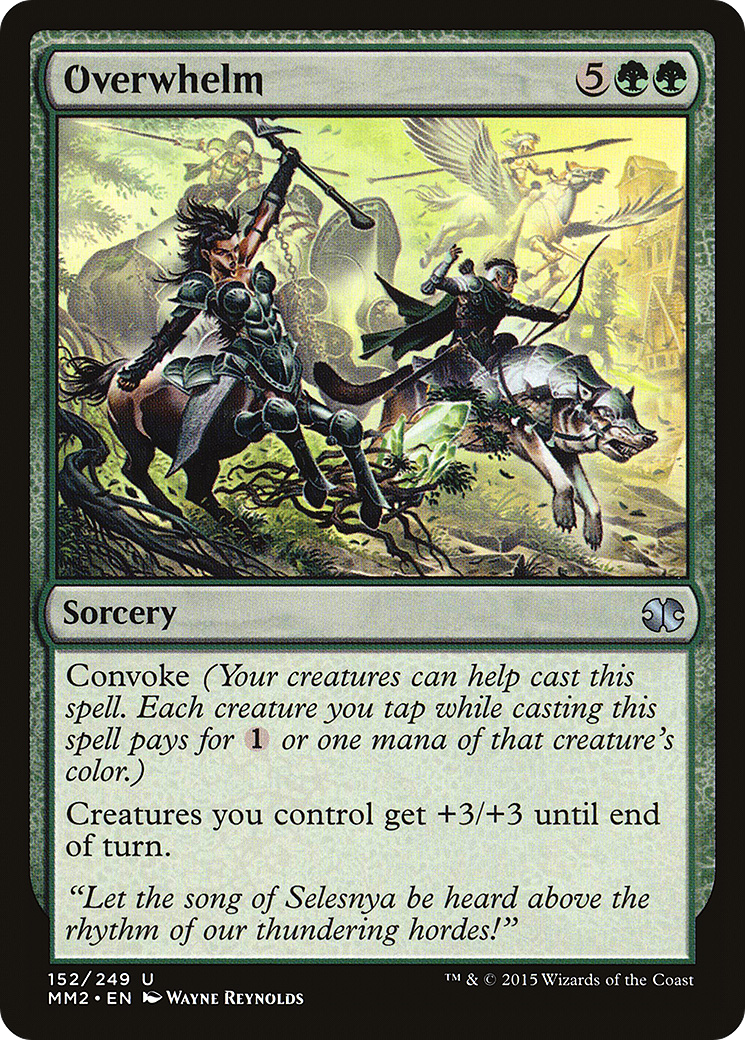 Overwhelm 5
Sorcery
Convoke (Your creatures can help cast this
spell. Each creature you tap while casting this
spell pays for 1 or one mana of that creature's
color.)
Creatures you control get +3/+3 until end
of turn.
“Let the song of Selesnya be heard above the
rhythm of our thundering hordes!”
152/249 U
MM2 • EN Wayne Reynolds
™ & © 2015 Wizards of the Coast